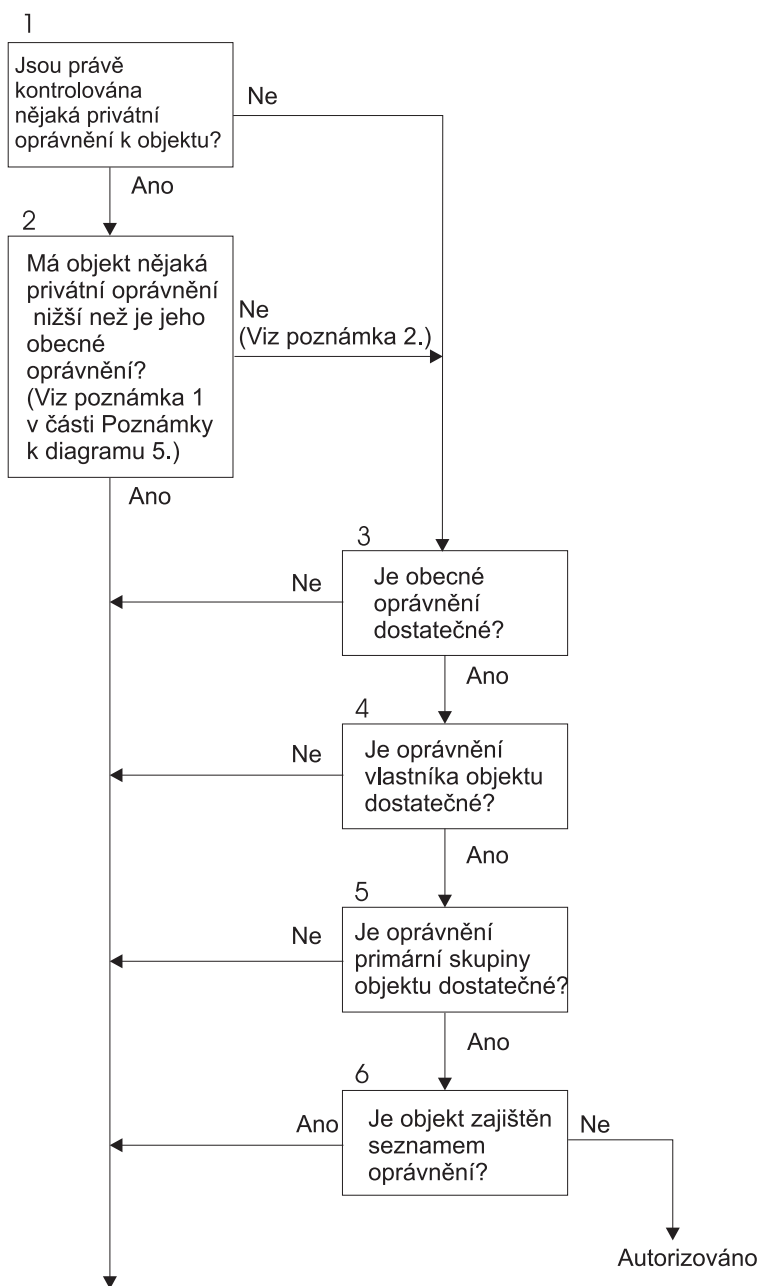 1
Jsou právě
kontrolována
nějaká privátní
oprávnění k objektu?
Ne
Ano
2
Má objekt nějaká
privátní oprávnění
nižší než je jeho
obecné
oprávnění?
(Viz poznámka 1
v části Poznámky
k diagramu 5.)
Ne
(Viz poznámka 2.)
Ano
3
Je obecné
oprávnění
dostatečné?
Ne
Ano
4
Je oprávnění
vlastníka objektu
dostatečné?
Ne
Ano
5
Je oprávnění
primární skupiny
objektu dostatečné?
Ne
Ano
6
Je objekt zajištěn
seznamem
oprávnění?
Ano
Ne
Autorizováno